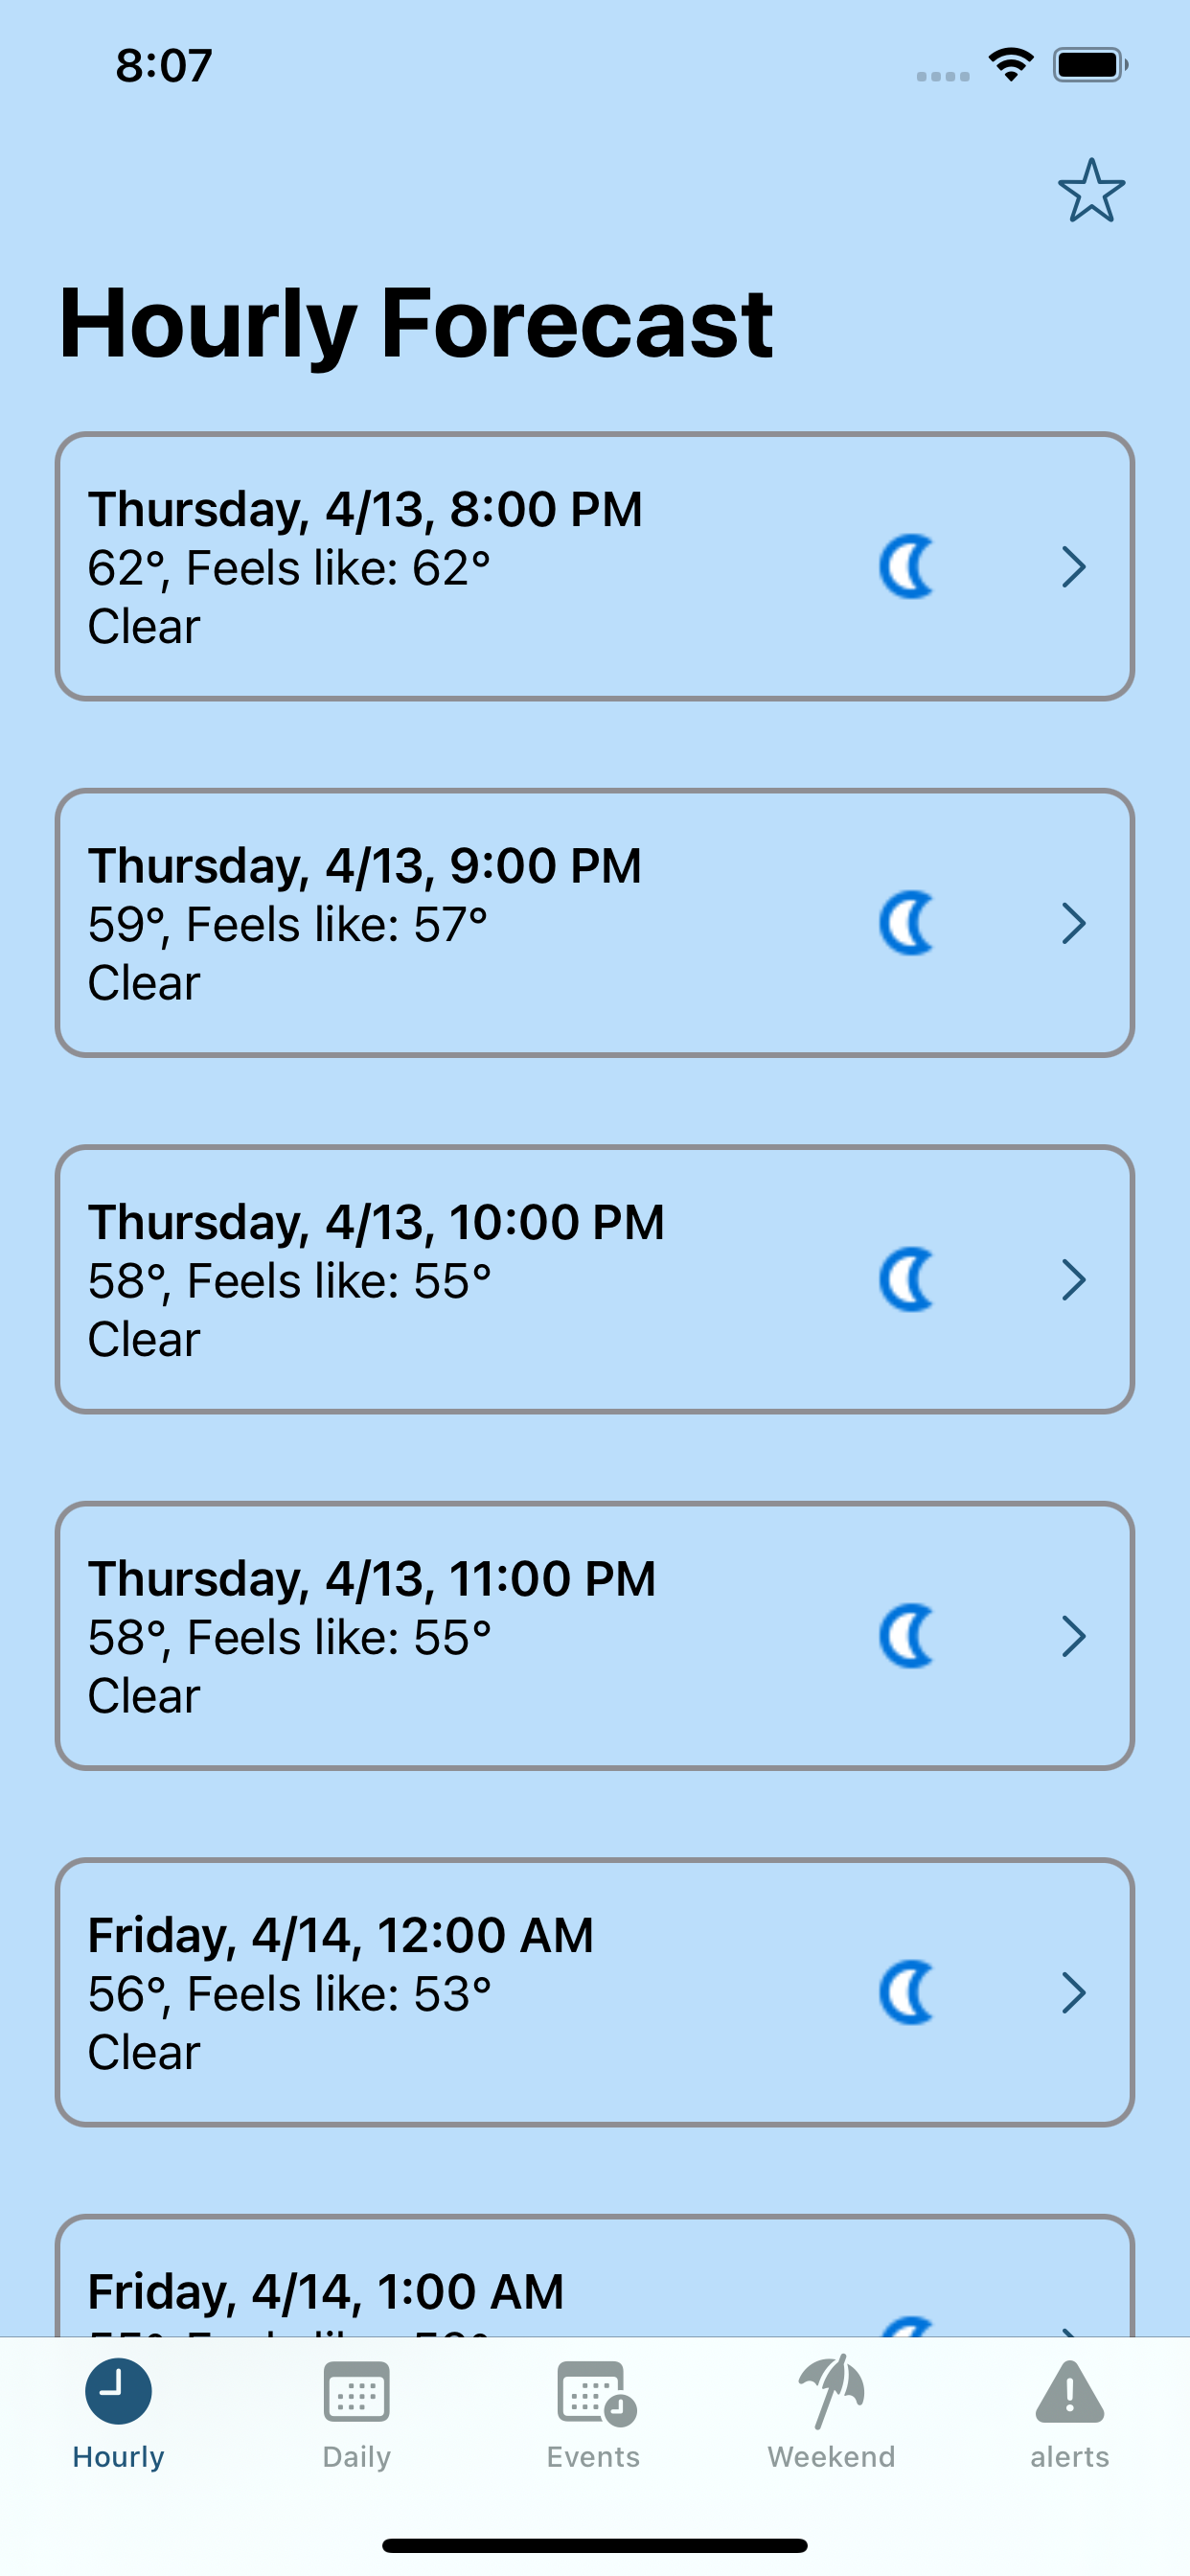 8:07
Hourly Forecast
Thursday, 4/13, 8:00 PM
62°, Feels like: 62°
Clear
Thursday, 4/13, 9:00 PM
59°, Feels like: 57°
Clear
Thursday, 4/13, 10:00 PM
58°, Feels like: 55°
Clear
Thursday, 4/13, 11:00 PM
58°, Feels like: 55°
Clear
Friday, 4/14, 12:00 AM
56°, Feels like: 53°
Clear
Friday, 4/14, 1:00 AM
Hourly
Daily
Events
Weekend
alerts